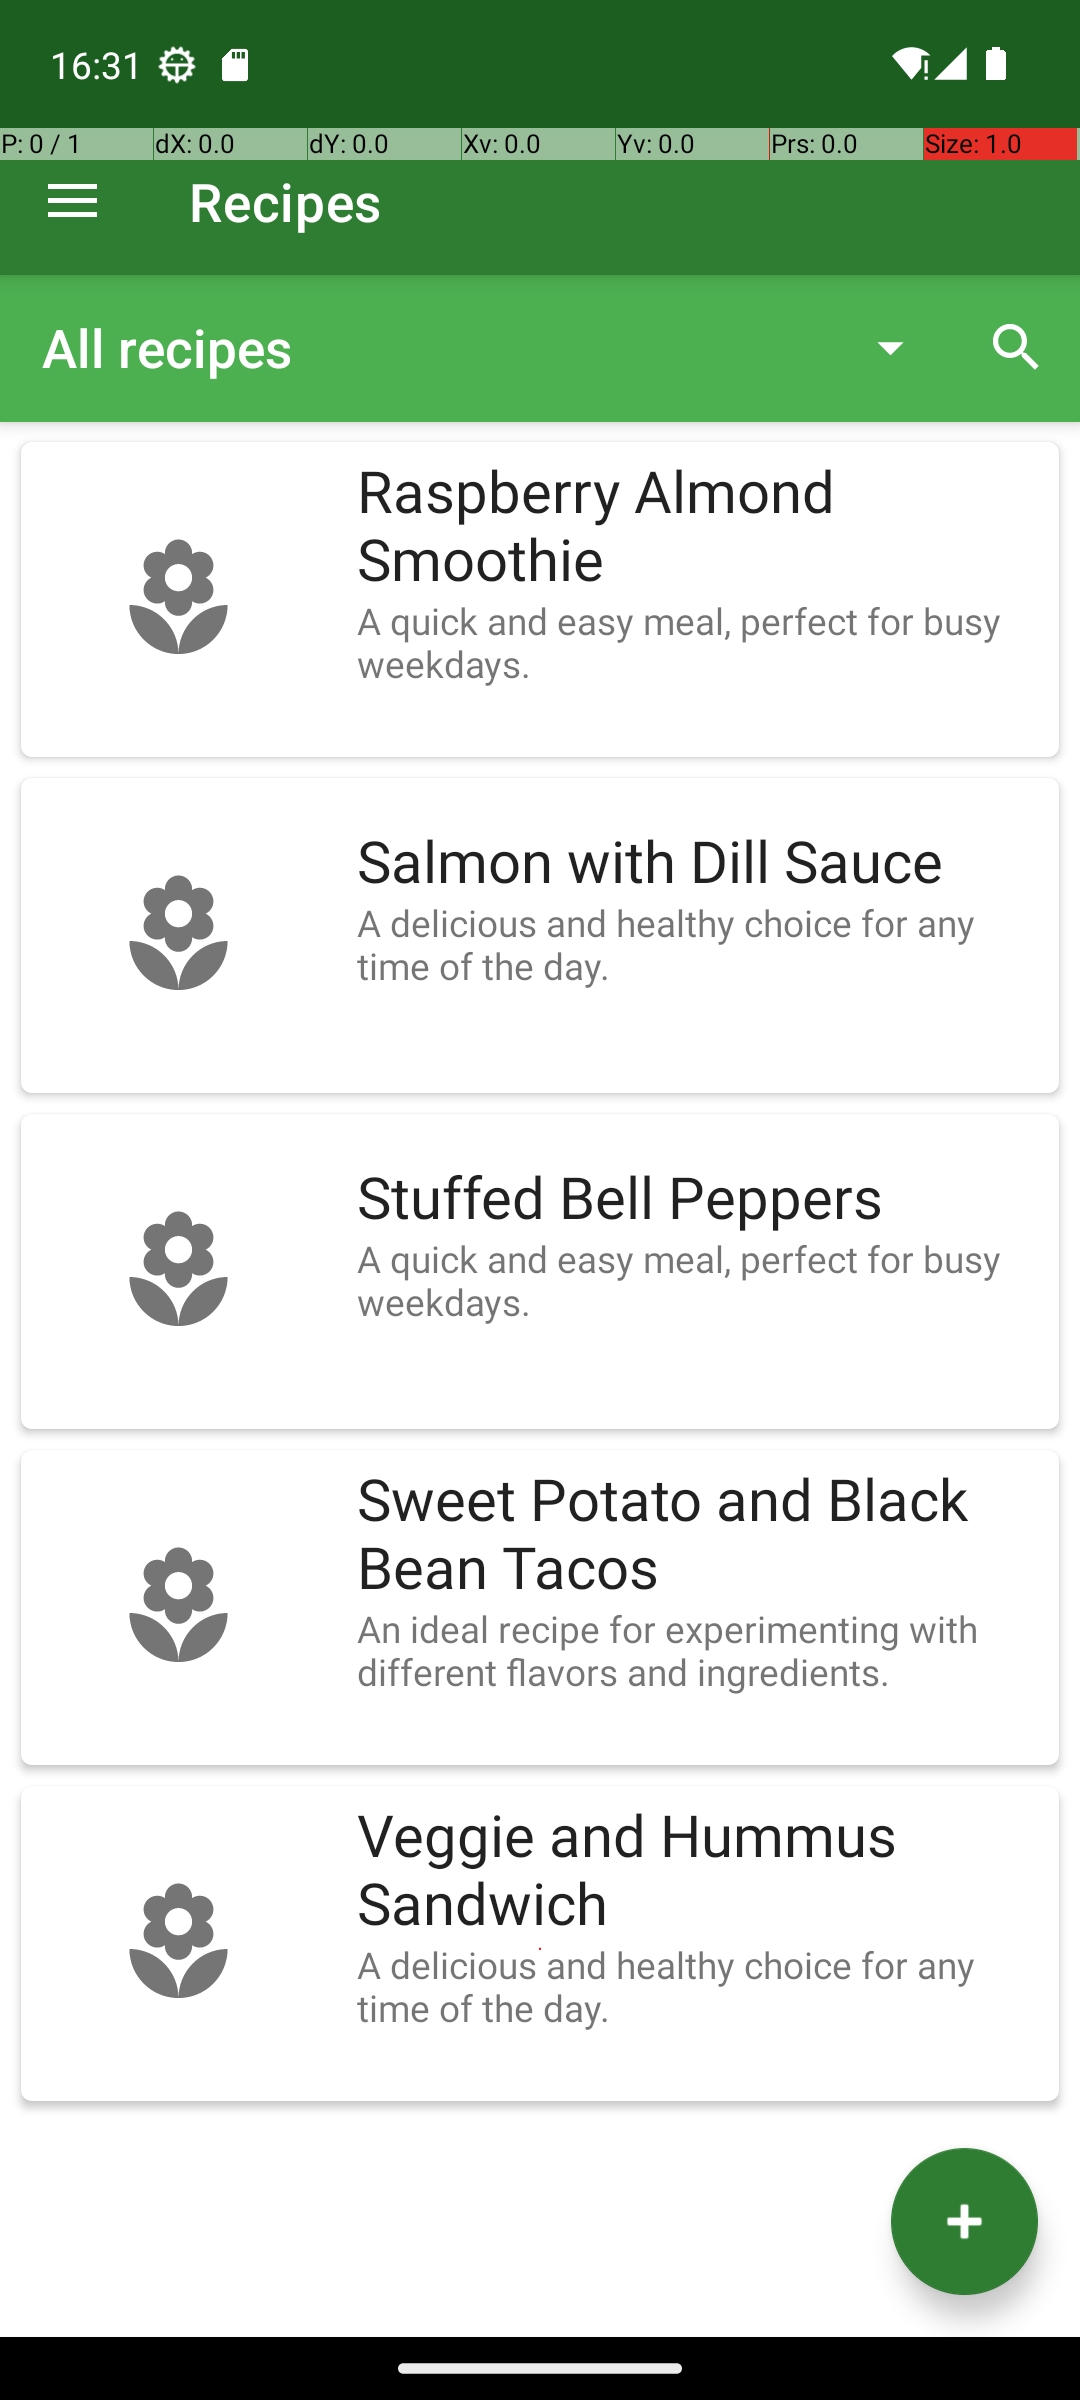 16:31
P: 0 / 1 dX: 0.0 dY: 0.0 Xv: 0.0 Yv: 0.0 Prs: 0.0 Size: 1.0
Recipes
All recipes
Raspberry Almond
Smoothie
A quick and easy meal, perfect for busy
weekdays.
Salmon with Dill Sauce
A delicious and healthy choice for any
time of the day.
Stuffed Bell Peppers
A quick and easy meal, perfect for busy
weekdays.
Sweet Potato and Black
Bean Tacos
An ideal recipe for experimenting with
different flavors and ingredients.
Veggie and Hummus
Sandwich
A delicious and healthy choice for any
time of the day.